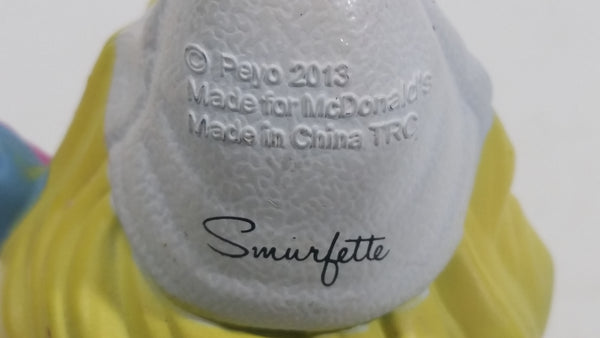 © Peyo 2013
Made for McDonald's
Made in China TRC
Smurfette